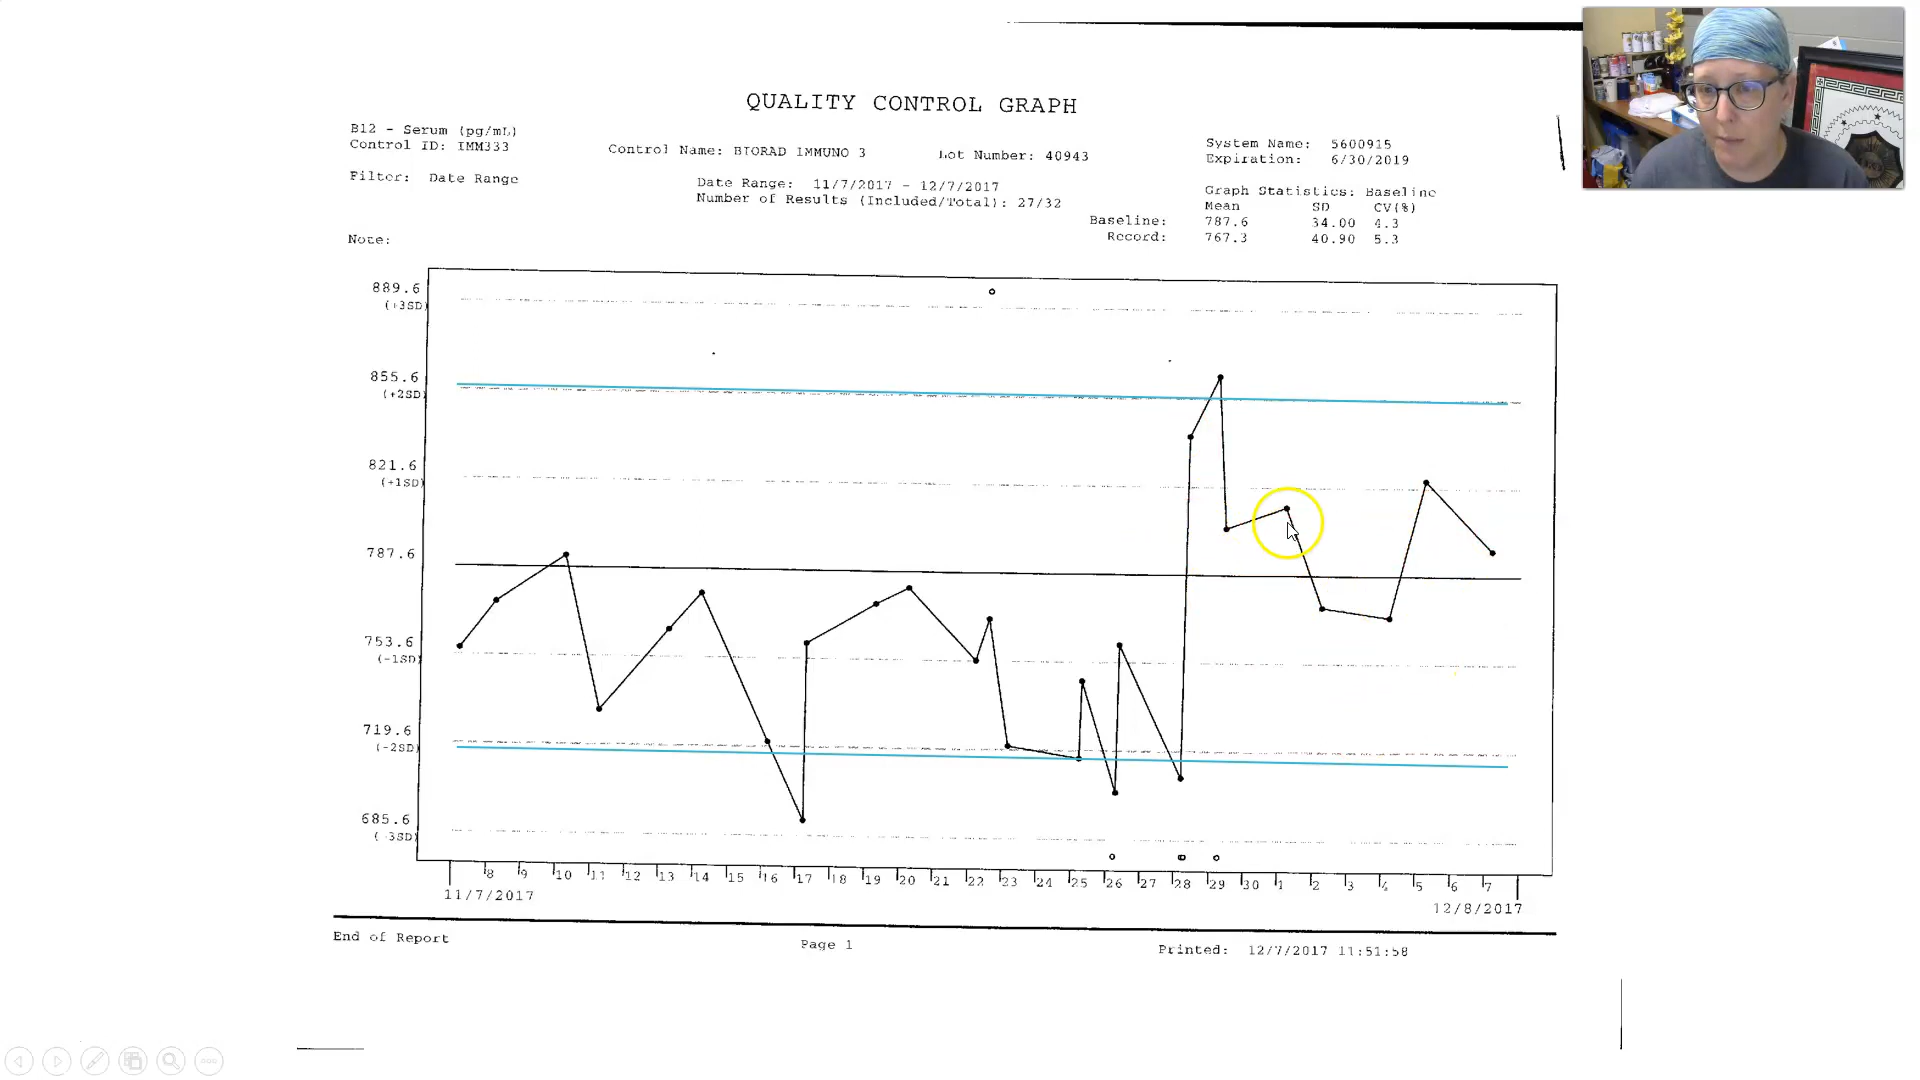 QUALITY CONTROL GRAPH
B12 - Serum (pg/mL)
Control ID: IMM333
Control Name: BIORAD IMMUNO 3
Lot Number: 40943
System Name: 5600915
Expiration: 6/30/2019
Filter: Date Range
Date Range: 11/7/2017 - 12/7/2017
Number of Results (Included/Total): 27/32
Graph Statistics: Baseline
Mean SD CV(%)
Baseline: 787.6 34.00 4.3
Record: 767.3 40.90 5.3
Note:
889.6
(+3SD)
855.6
(+2SD)
821.6
(+1SD)
787.6
753.6
(-1SD)
719.6
(-2SD)
685.6
(-3SD)
8 9 10 11 12 13 14 15 16 17 18 19 20 21 22 23 24 25 26 27 28 29 30 1 2 3 4 5 6 7
11/7/2017 12/8/2017
End of Report
Page 1
Printed: 12/7/2017 11:51:58